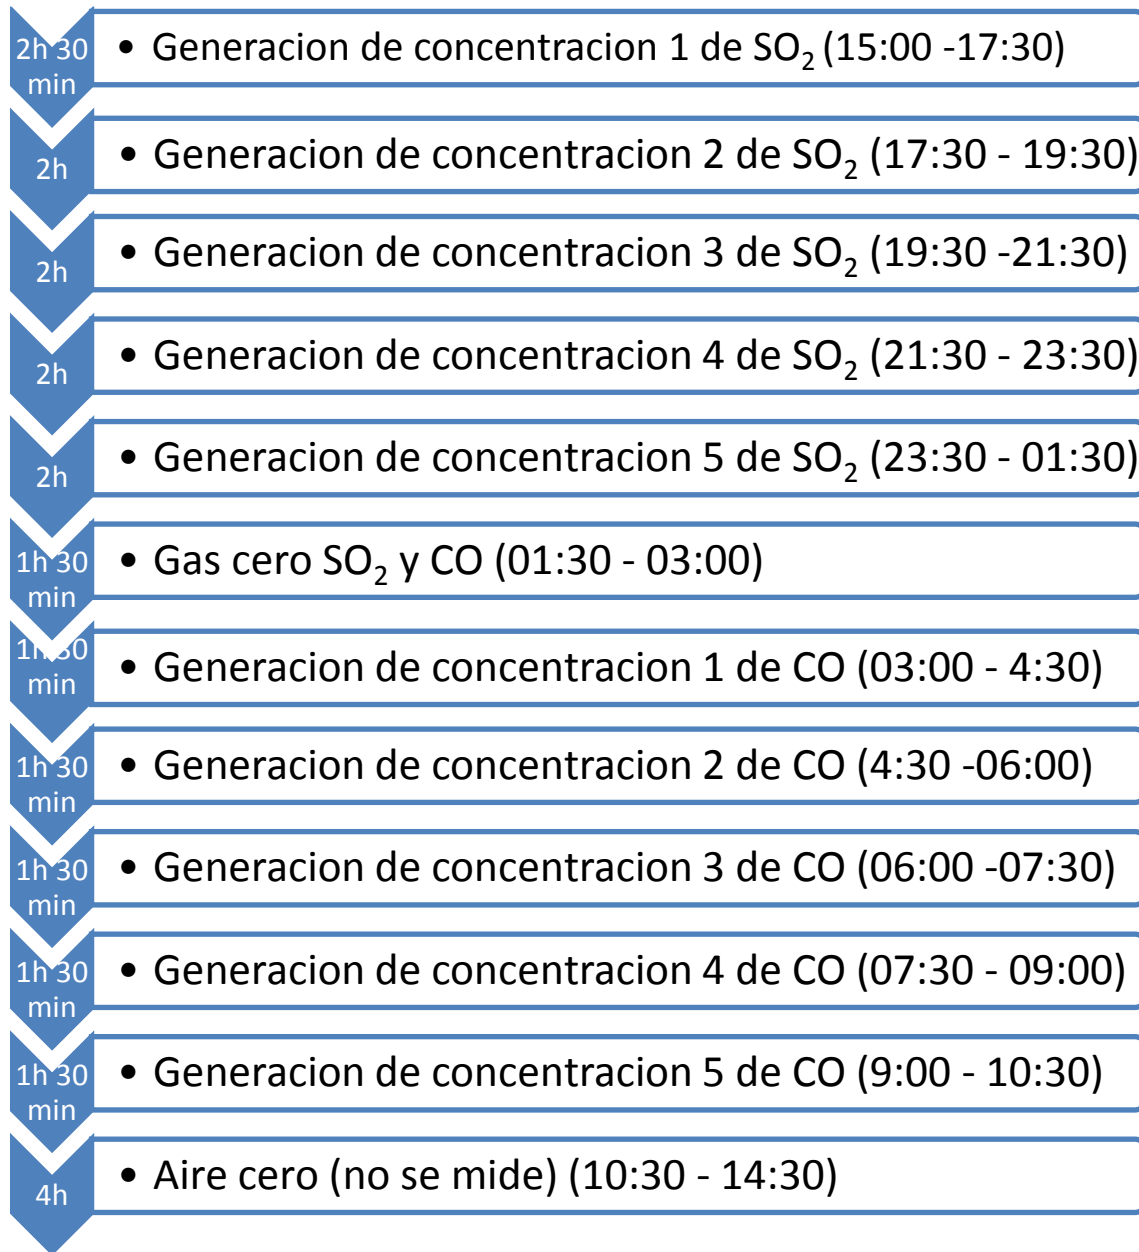 2h 30 min
• Generacion de concentracion 1 de SO₂ (15:00 -17:30)
2h
• Generacion de concentracion 2 de SO₂ (17:30 - 19:30)
2h
• Generacion de concentracion 3 de SO₂ (19:30 -21:30)
2h
• Generacion de concentracion 4 de SO₂ (21:30 - 23:30)
2h
• Generacion de concentracion 5 de SO₂ (23:30 - 01:30)
1h 30 min
• Gas cero SO₂ y CO (01:30 - 03:00)
1h 30 min
• Generacion de concentracion 1 de CO (03:00 - 4:30)
1h 30 min
• Generacion de concentracion 2 de CO (4:30 -06:00)
1h 30 min
• Generacion de concentracion 3 de CO (06:00 -07:30)
1h 30 min
• Generacion de concentracion 4 de CO (07:30 - 09:00)
1h 30 min
• Generacion de concentracion 5 de CO (9:00 - 10:30)
4h
• Aire cero (no se mide) (10:30 - 14:30)